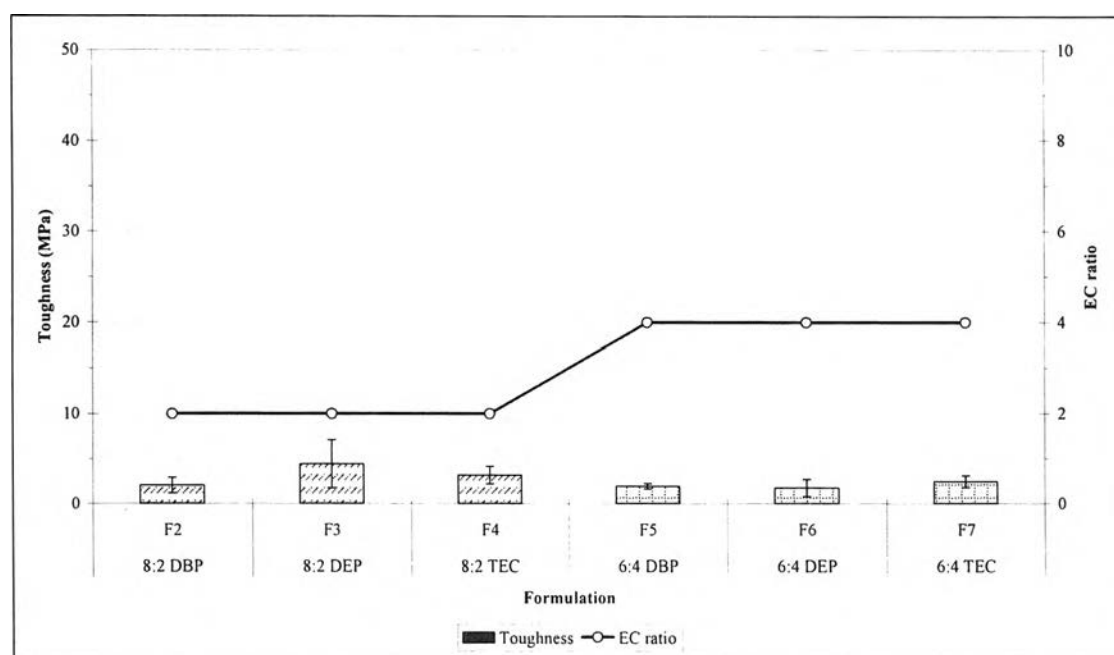 50 10
40 8
30 6
20 4
10 2
0 0
Toughness (MPa)
EC ratio
F2 F3 F4 F5 F6 F7
8:2 DBP 8:2 DEP 8:2 TEC 6:4 DBP 6:4 DEP 6:4 TEC
Formulation
Toughness EC ratio